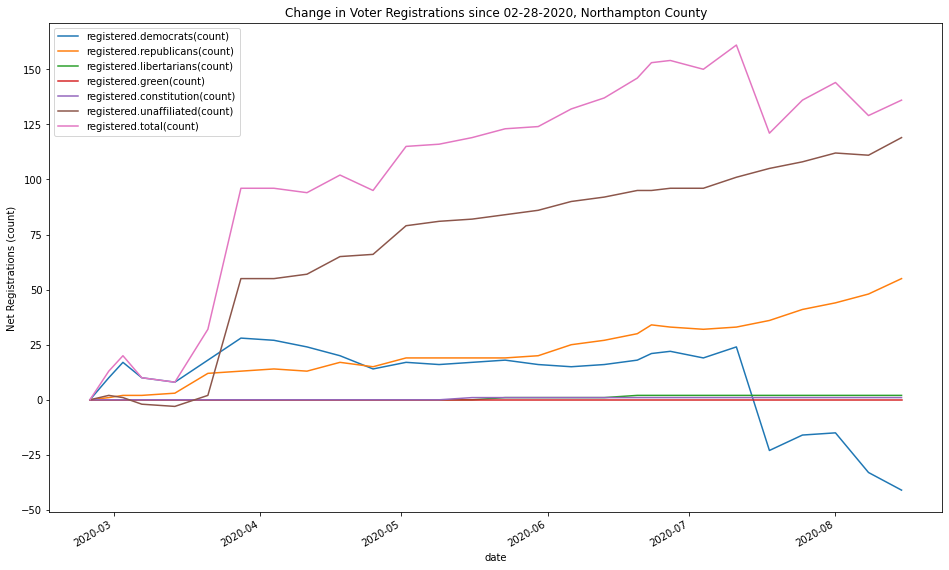 Change in Voter Registrations since 02-28-2020, Northampton County
registered.democrats(count)
registered.republicans(count)
registered.libertarians(count)
registered.green(count)
registered.constitution(count)
registered.unaffiliated(count)
registered.total(count)
Net Registrations (count)
150
125
100
75
50
25
0
−25
−50
2020-03
2020-04
2020-05
2020-06
2020-07
2020-08
date